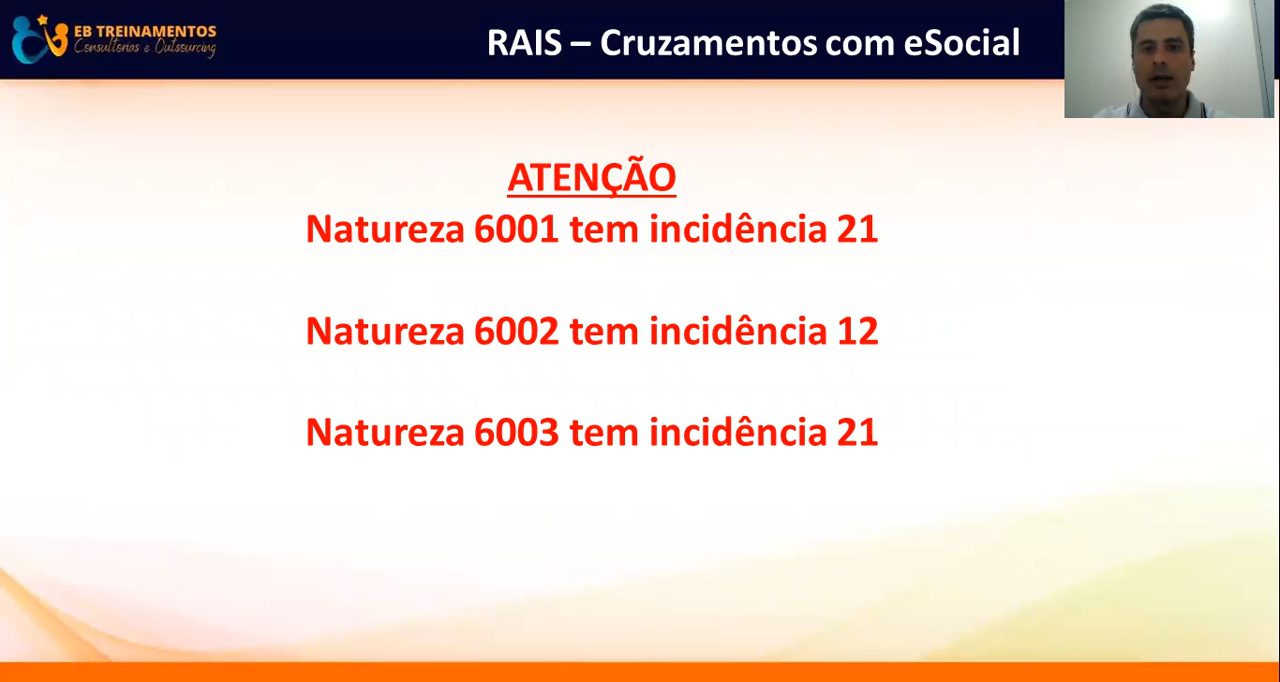 EB TREINAMENTOS
Consultorias e Outsourcing
RAIS – Cruzamentos com eSocial
ATENÇÃO
Natureza 6001 tem incidência 21
Natureza 6002 tem incidência 12
Natureza 6003 tem incidência 21